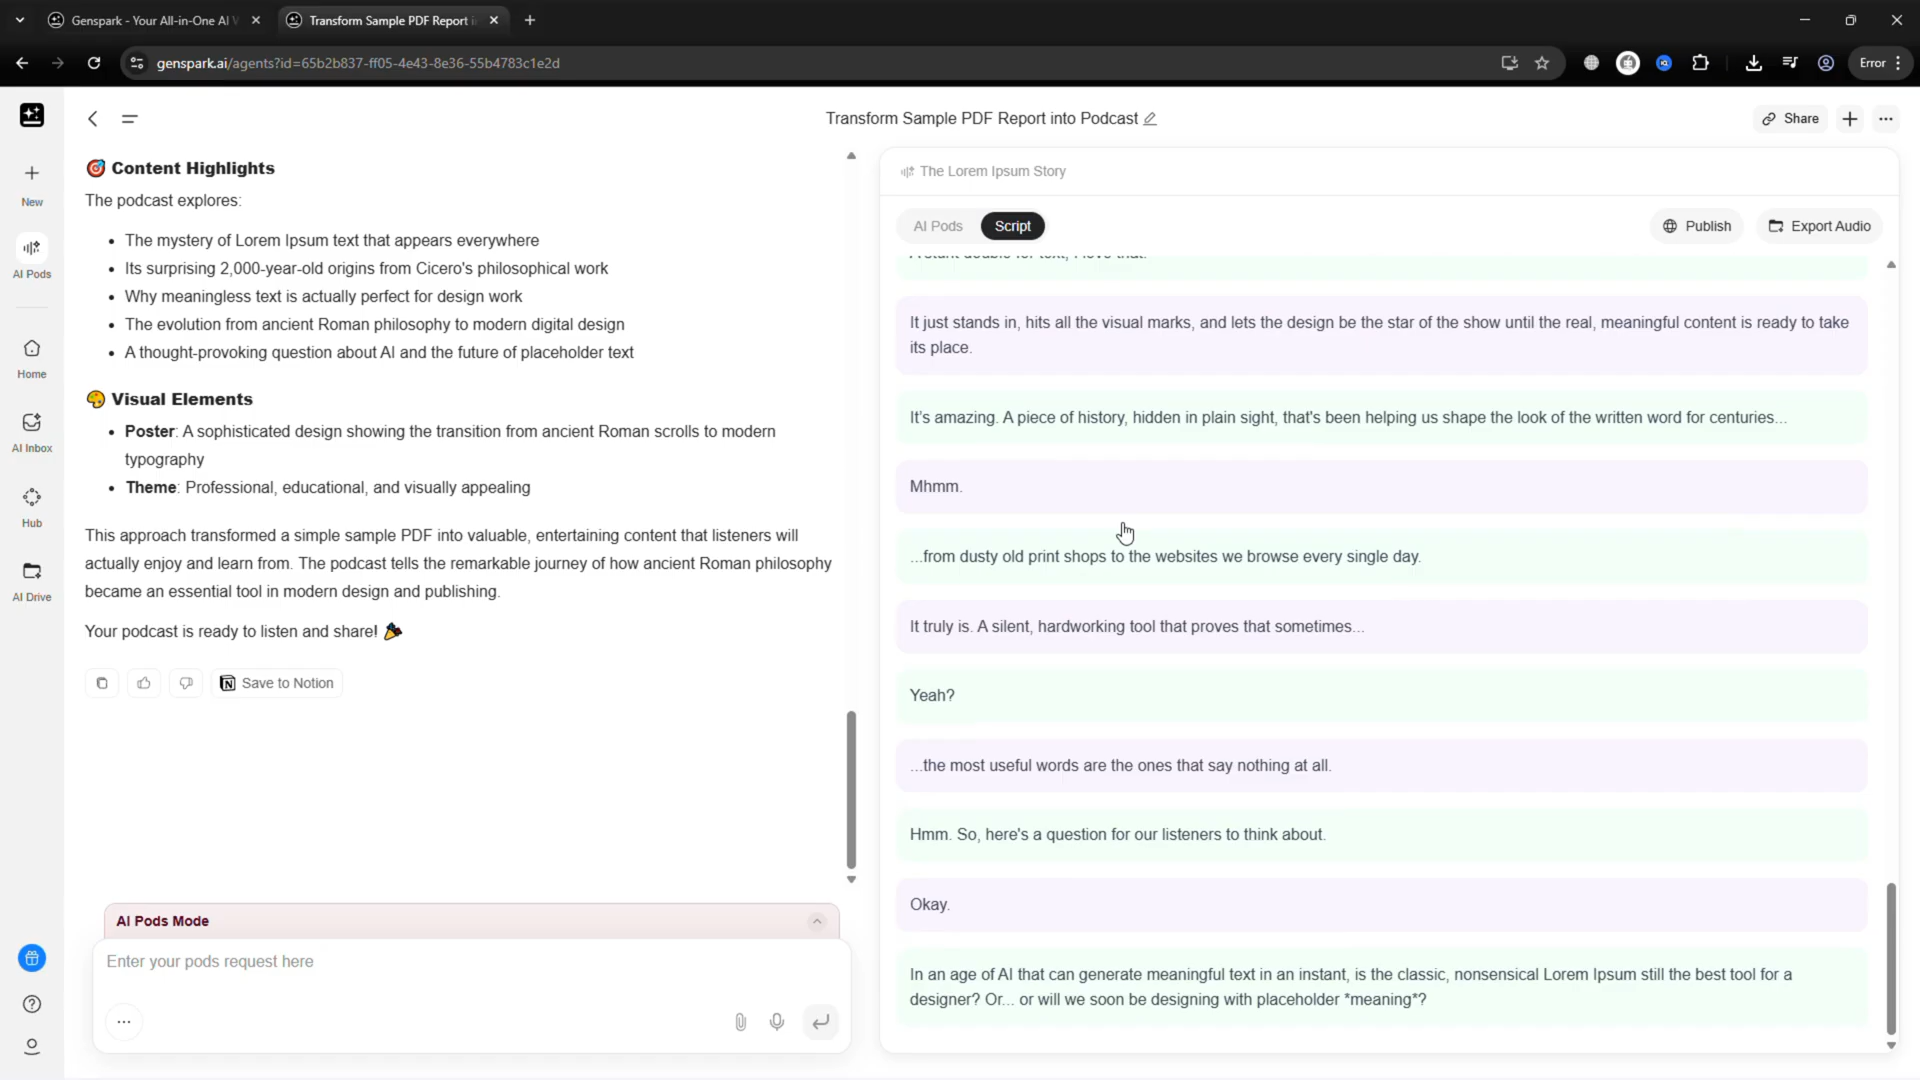 Genspark - Your All-in-One AI
Transform Sample PDF Report i
genspark.ai/agents?id=65b2b837-ff05-4e43-8e36-55b4783c1e2d
Error
Transform Sample PDF Report into Podcast
Share
New
AI Pods
Home
AI Inbox
Hub
AI Drive
🎯 Content Highlights
The podcast explores:
• The mystery of Lorem Ipsum text that appears everywhere
• Its surprising 2,000-year-old origins from Cicero's philosophical work
• Why meaningless text is actually perfect for design work
• The evolution from ancient Roman philosophy to modern digital design
• A thought-provoking question about AI and the future of placeholder text
🎨 Visual Elements
• Poster: A sophisticated design showing the transition from ancient Roman scrolls to modern
typography
• Theme: Professional, educational, and visually appealing
This approach transformed a simple sample PDF into valuable, entertaining content that listeners will
actually enjoy and learn from. The podcast tells the remarkable journey of how ancient Roman philosophy
became an essential tool in modern design and publishing.
Your podcast is ready to listen and share! 🎉
Save to Notion
AI Pods Mode
Enter your pods request here
The Lorem Ipsum Story
AI Pods
Script
Publish
Export Audio
A stunt double for text, I love that.
It just stands in, hits all the visual marks, and lets the design be the star of the show until the real, meaningful content is ready to take
its place.
It's amazing. A piece of history, hidden in plain sight, that's been helping us shape the look of the written word for centuries...
Mhmm.
...from dusty old print shops to the websites we browse every single day.
It truly is. A silent, hardworking tool that proves that sometimes...
Yeah?
...the most useful words are the ones that say nothing at all.
Hmm. So, here's a question for our listeners to think about.
Okay.
In an age of AI that can generate meaningful text in an instant, is the classic, nonsensical Lorem Ipsum still the best tool for a
designer? Or... or will we soon be designing with placeholder *meaning*?